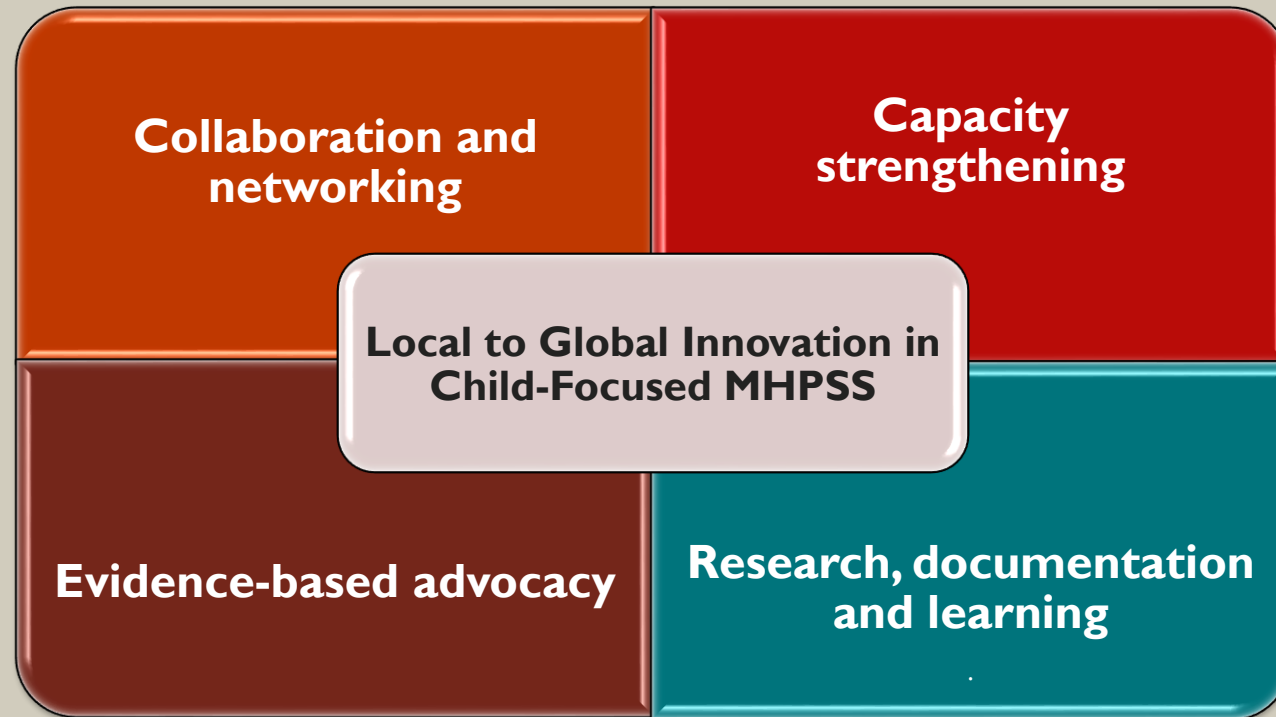 Collaboration and
networking
Capacity
strengthening
Local to Global Innovation in
Child-Focused MHPSS
Evidence-based advocacy
Research, documentation
and learning
.